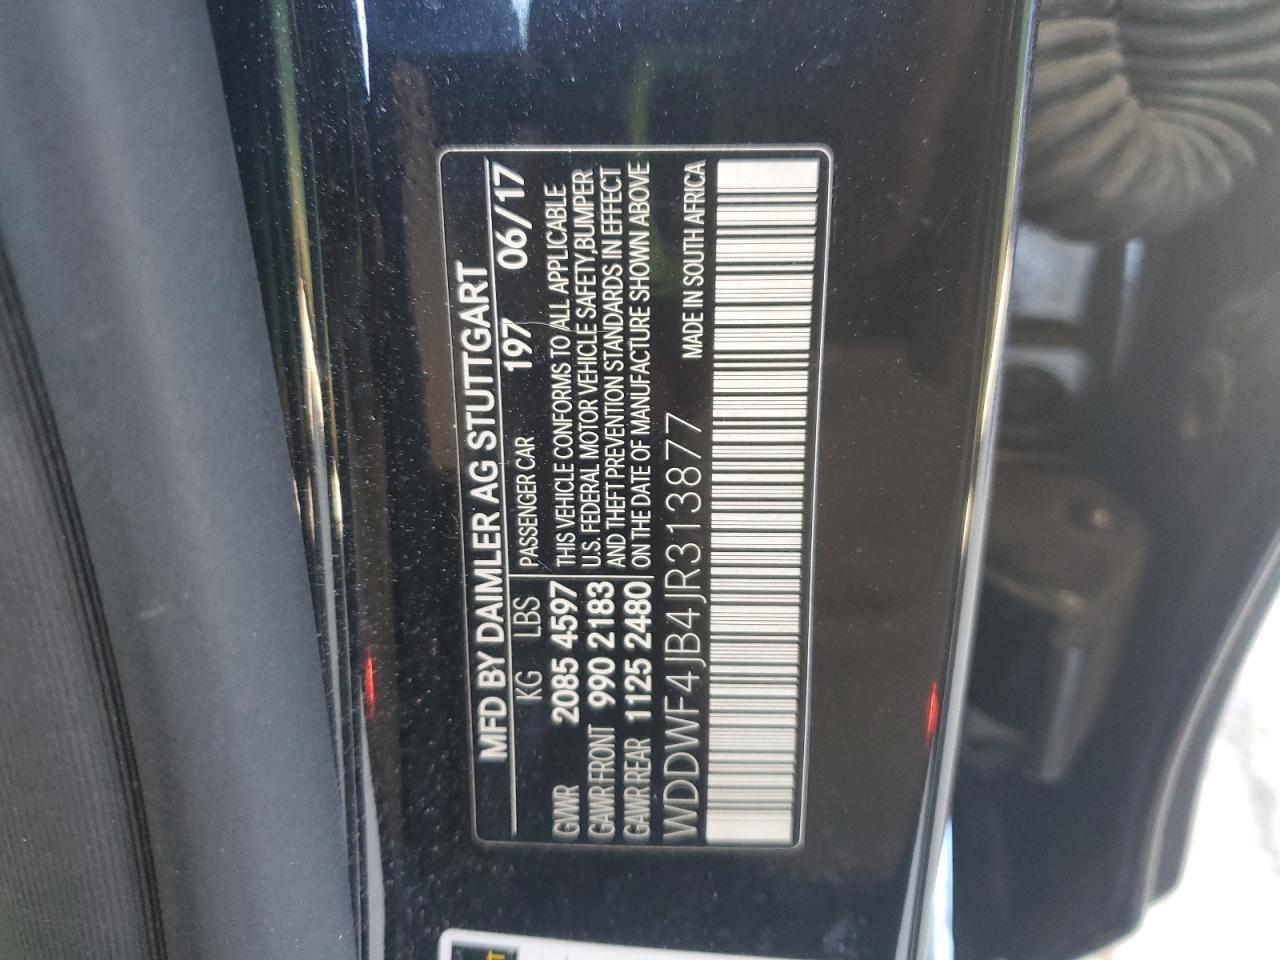 MFD BY DAIMLER AG STUTTGART
KG LBS PASSENGER CAR 197 06/17
GWR 2085 4597 THIS VEHICLE CONFORMS TO ALL APPLICABLE
GAWR FRONT 990 2183 U.S. FEDERAL MOTOR VEHICLE SAFETY,BUMPER
GAWR REAR 1125 2480 AND THEFT PREVENTION STANDARDS IN EFFECT
ON THE DATE OF MANUFACTURE SHOWN ABOVE
WDDWF4JB4JR313877 MADE IN SOUTH AFRICA